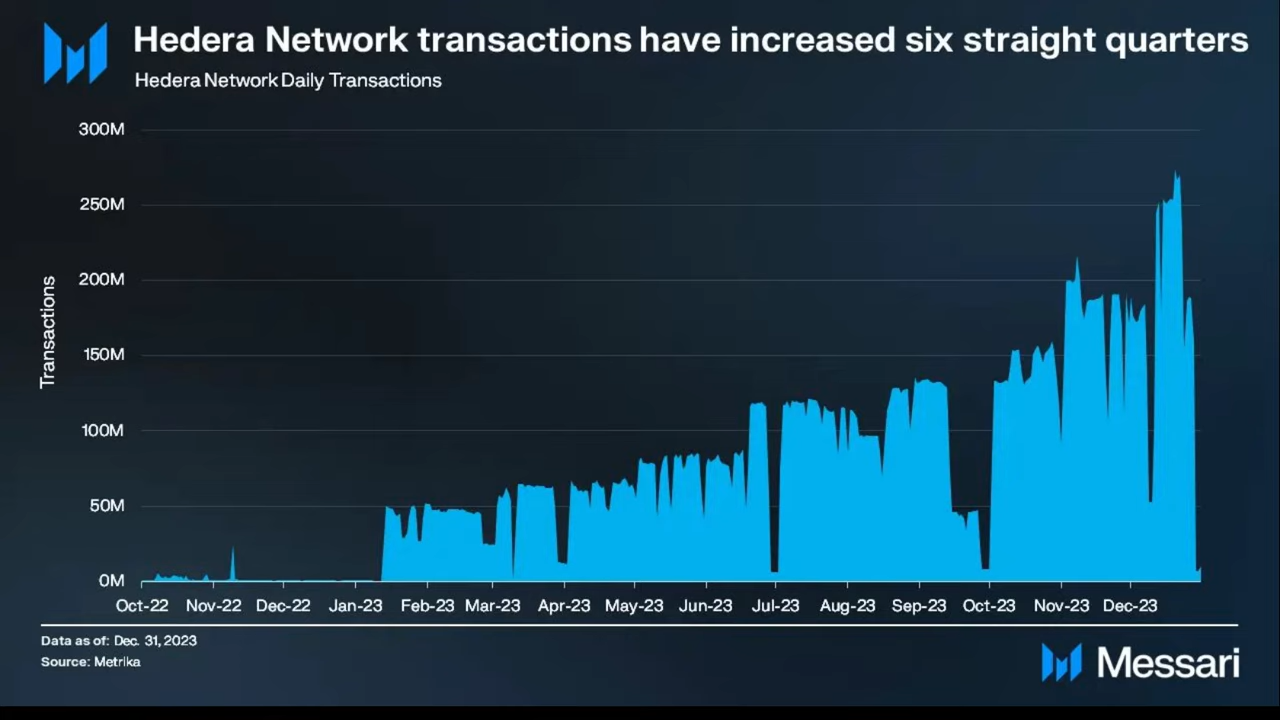 Hedera Network transactions have increased six straight quarters
Hedera Network Daily Transactions
300M
250M
200M
150M
100M
50M
0M
Transactions
Oct-22 Nov-22 Dec-22 Jan-23 Feb-23 Mar-23 Apr-23 May-23 Jun-23 Jul-23 Aug-23 Sep-23 Oct-23 Nov-23 Dec-23
Data as of: Dec. 31, 2023
Source: Metrika
Messari